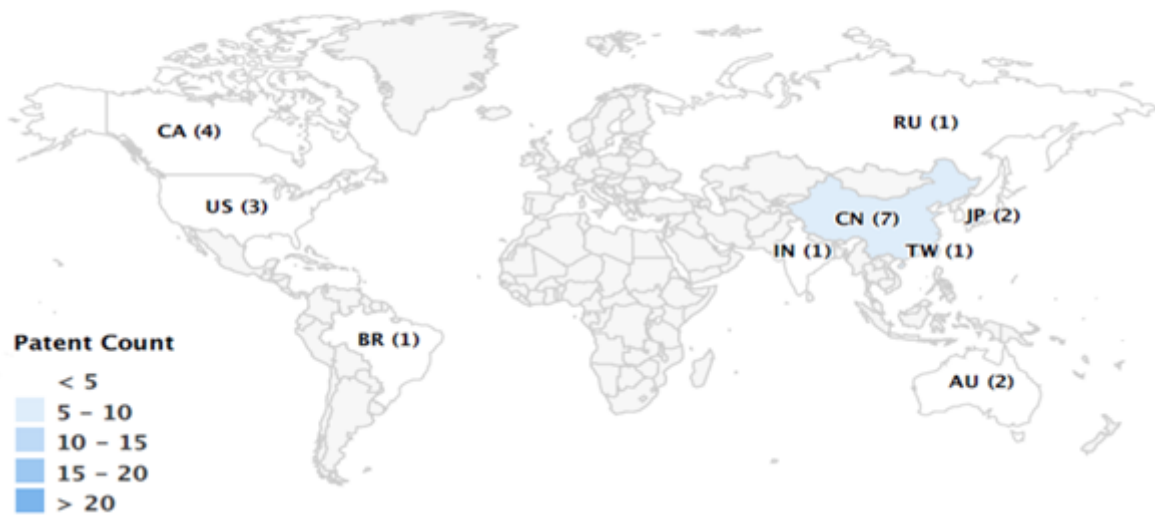 CA (4)
RU (1)
US (3)
CN (7)
JP (2)
IN (1)
TW (1)
BR (1)
AU (2)
Patent Count
< 5
5 – 10
10 – 15
15 – 20
> 20